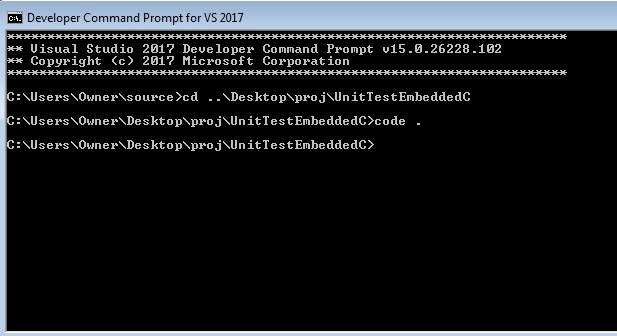 C:\. Developer Command Prompt for VS 2017
**********************************************************************
** Visual Studio 2017 Developer Command Prompt v15.0.26228.102
** Copyright (c) 2017 Microsoft Corporation
**********************************************************************
C:\Users\Owner\source>cd ..\Desktop\proj\UnitTestEmbeddedC
C:\Users\Owner\Desktop\proj\UnitTestEmbeddedC>code .
C:\Users\Owner\Desktop\proj\UnitTestEmbeddedC>